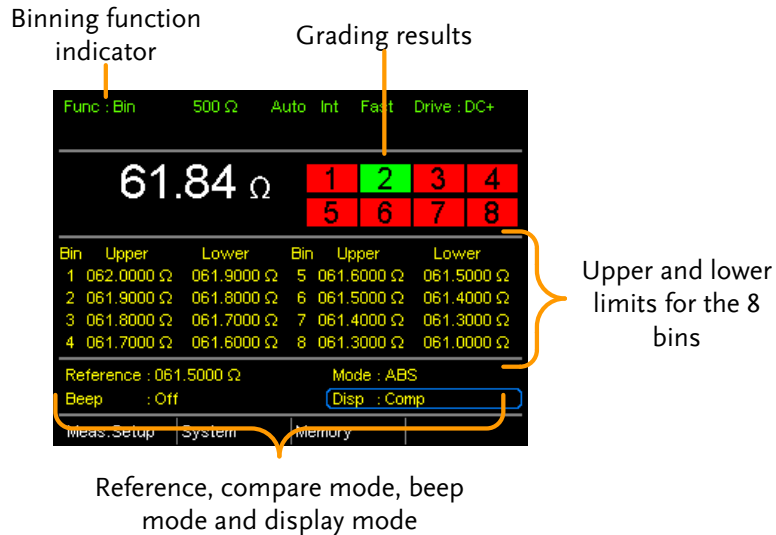 Binning function
indicator
Grading results
Func : Bin 500 Ω Auto Int Fast Drive : DC+
61.84 Ω
1 2 3 4
5 6 7 8
Bin Upper Lower Bin Upper Lower
1 062.0000 Ω 061.9000 Ω 5 061.6000 Ω 061.5000 Ω
2 061.9000 Ω 061.8000 Ω 6 061.5000 Ω 061.4000 Ω
3 061.8000 Ω 061.7000 Ω 7 061.4000 Ω 061.3000 Ω
4 061.7000 Ω 061.6000 Ω 8 061.3000 Ω 061.0000 Ω
Upper and lower
limits for the 8
bins
Reference : 061.5000 Ω Mode : ABS
Beep : Off Disp : Comp
Meas.Setup System Memory
Reference, compare mode, beep
mode and display mode